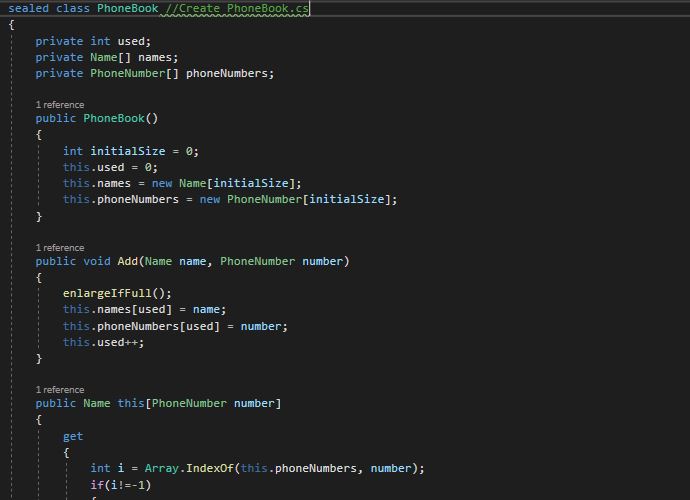 sealed class PhoneBook //Create PhoneBook.cs
{
private int used;
private Name[] names;
private PhoneNumber[] phoneNumbers;
1 reference
public PhoneBook()
{
int initialSize = 0;
this.used = 0;
this.names = new Name[initialSize];
this.phoneNumbers = new PhoneNumber[initialSize];
}
1 reference
public void Add(Name name, PhoneNumber number)
{
enlargeIfFull();
this.names[used] = name;
this.phoneNumbers[used] = number;
this.used++;
}
1 reference
public Name this[PhoneNumber number]
{
get
{
int i = Array.IndexOf(this.phoneNumbers, number);
if(i!=-1)
{